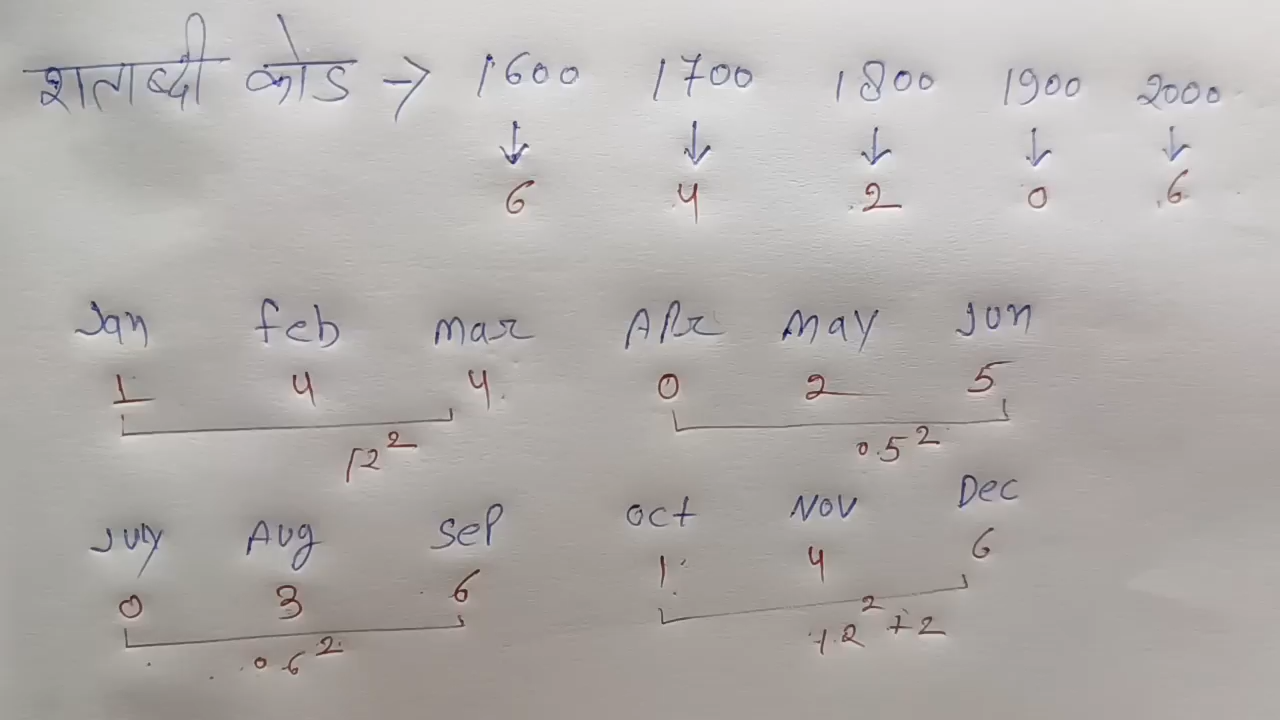 शताब्दी कोड → 1600 1700 1800 1900 2000
↓ ↓ ↓ ↓ ↓
6 4 2 0 6
Jan feb mar APr may Jun
1 4 4 0 2 5
12² 05²
July Aug Sep oct Nov Dec
0 3 6 1 4 6
06² 12²+2